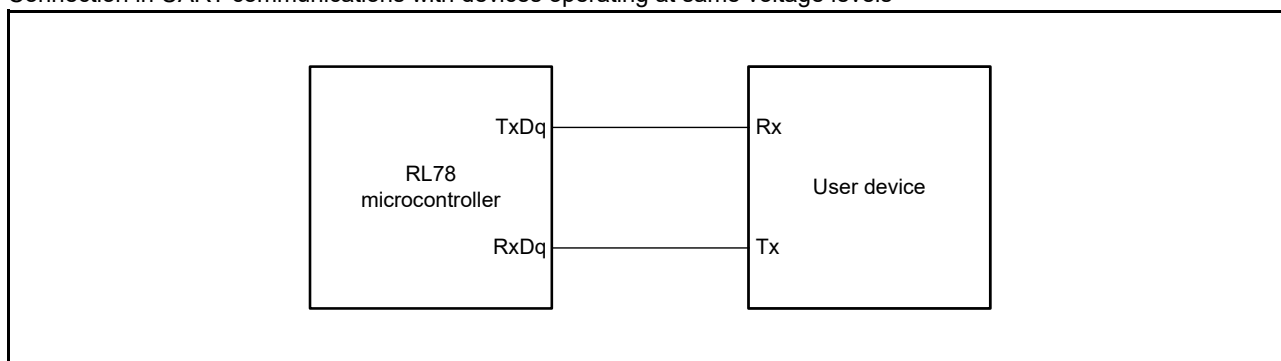 Connection in UART communications with devices operating at same voltage levels
TxDq
Rx
RL78
microcontroller
User device
RxDq
Tx